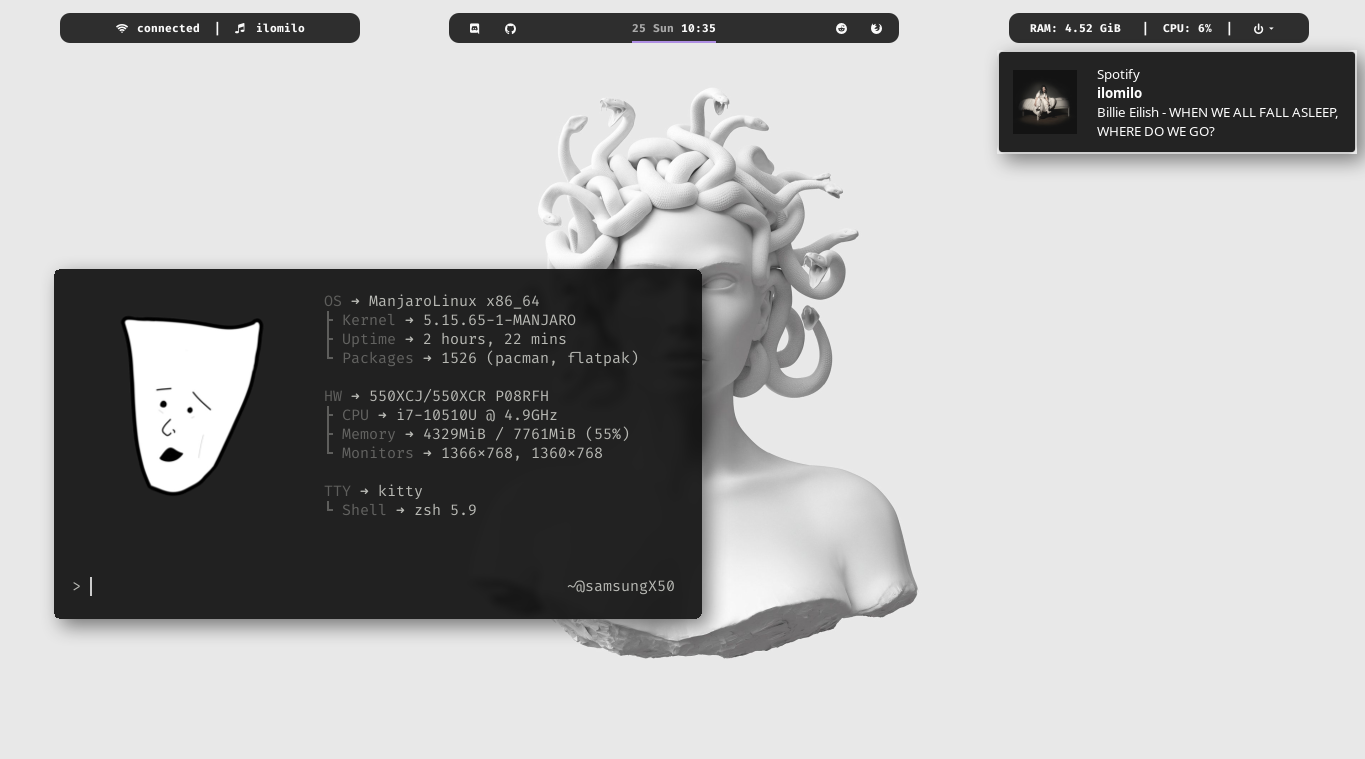 connected | ilomilo
25 Sun 10:35
RAM: 4.52 GiB | CPU: 6% |
Spotify
ilomilo
Billie Eilish - WHEN WE ALL FALL ASLEEP,
WHERE DO WE GO?
OS → ManjaroLinux x86_64
├ Kernel → 5.15.65-1-MANJARO
├ Uptime → 2 hours, 22 mins
└ Packages → 1526 (pacman, flatpak)
HW → 550XCJ/550XCR P08RFH
├ CPU → i7-10510U @ 4.9GHz
├ Memory → 4329MiB / 7761MiB (55%)
└ Monitors → 1366×768, 1360×768
TTY → kitty
└ Shell → zsh 5.9
> ~@samsungX50